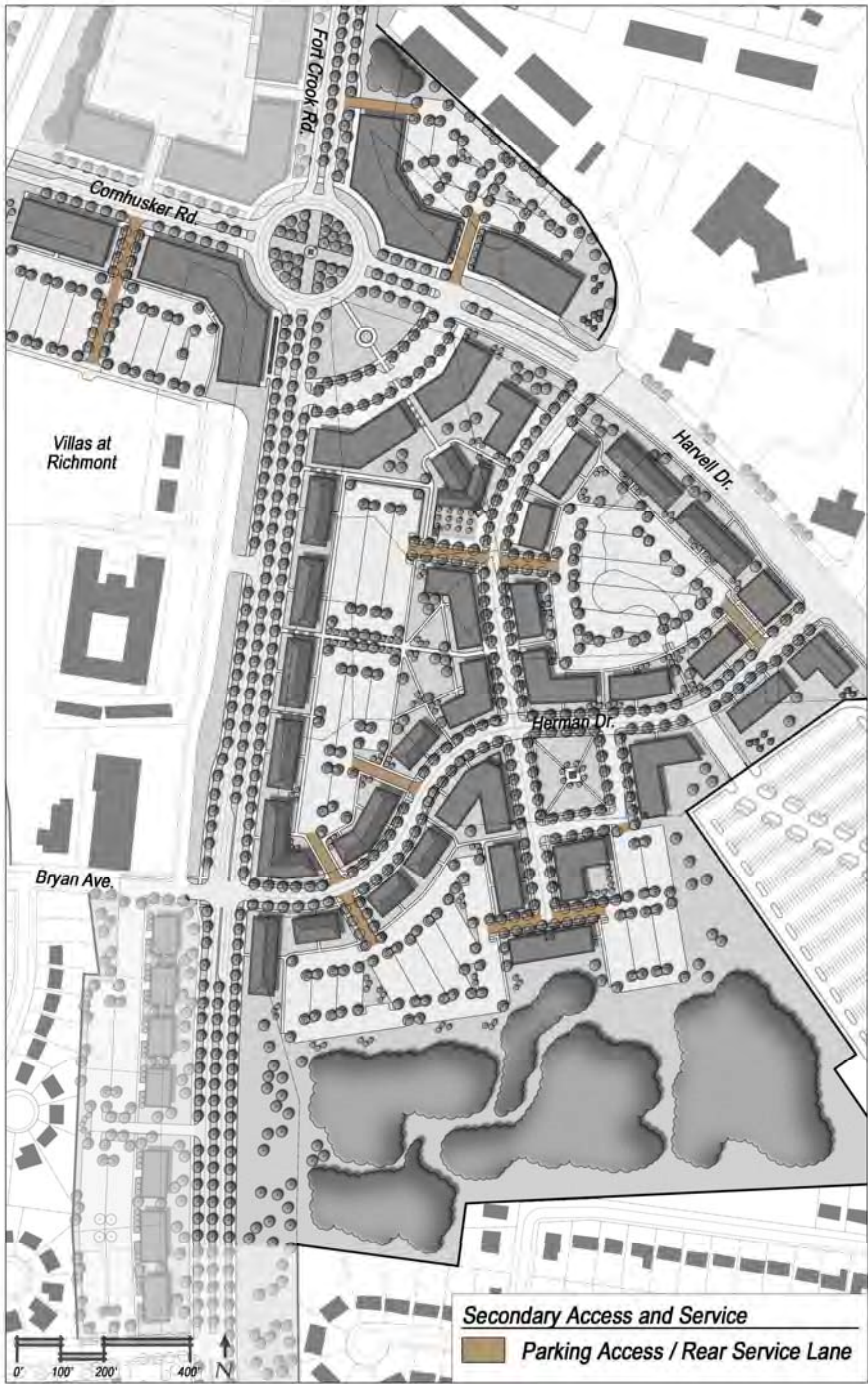 Fort Crook Rd.
Cornhusker Rd.
Harvell Dr.
Villas at
Richmont
Herman Dr.
Bryan Ave.
Secondary Access and Service
Parking Access / Rear Service Lane
0' 100' 200' 400' N